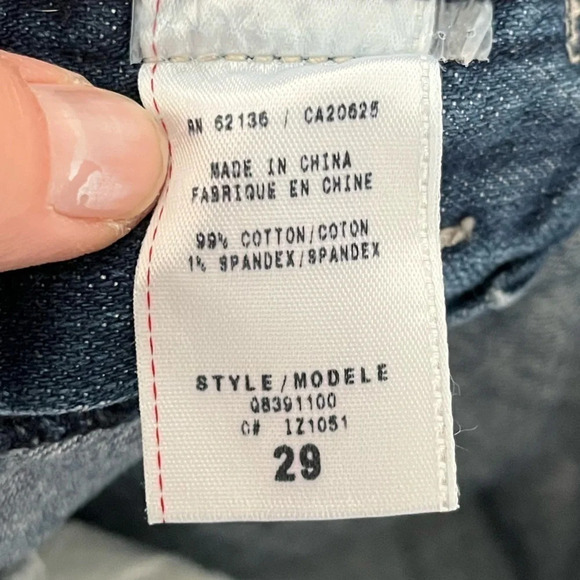 RN 62136 / CA20625
MADE IN CHINA
FABRIQUE EN CHINE
99% COTTON/COTON
1% SPANDEX/SPANDEX
STYLE/MODELE
Q8391100
C# IZ1051
29